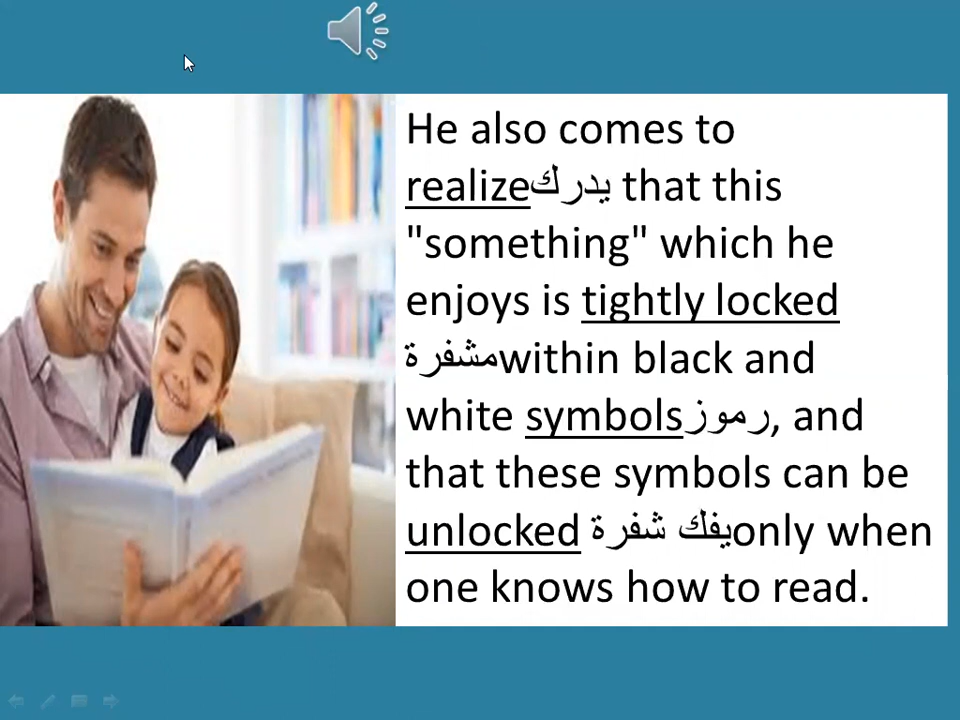 He also comes to
realizeيدرك that this
"something" which he
enjoys is tightly locked
مشفرةwithin black and
white symbolsرموز, and
that these symbols can be
unlocked يفك شفرةonly when
one knows how to read.